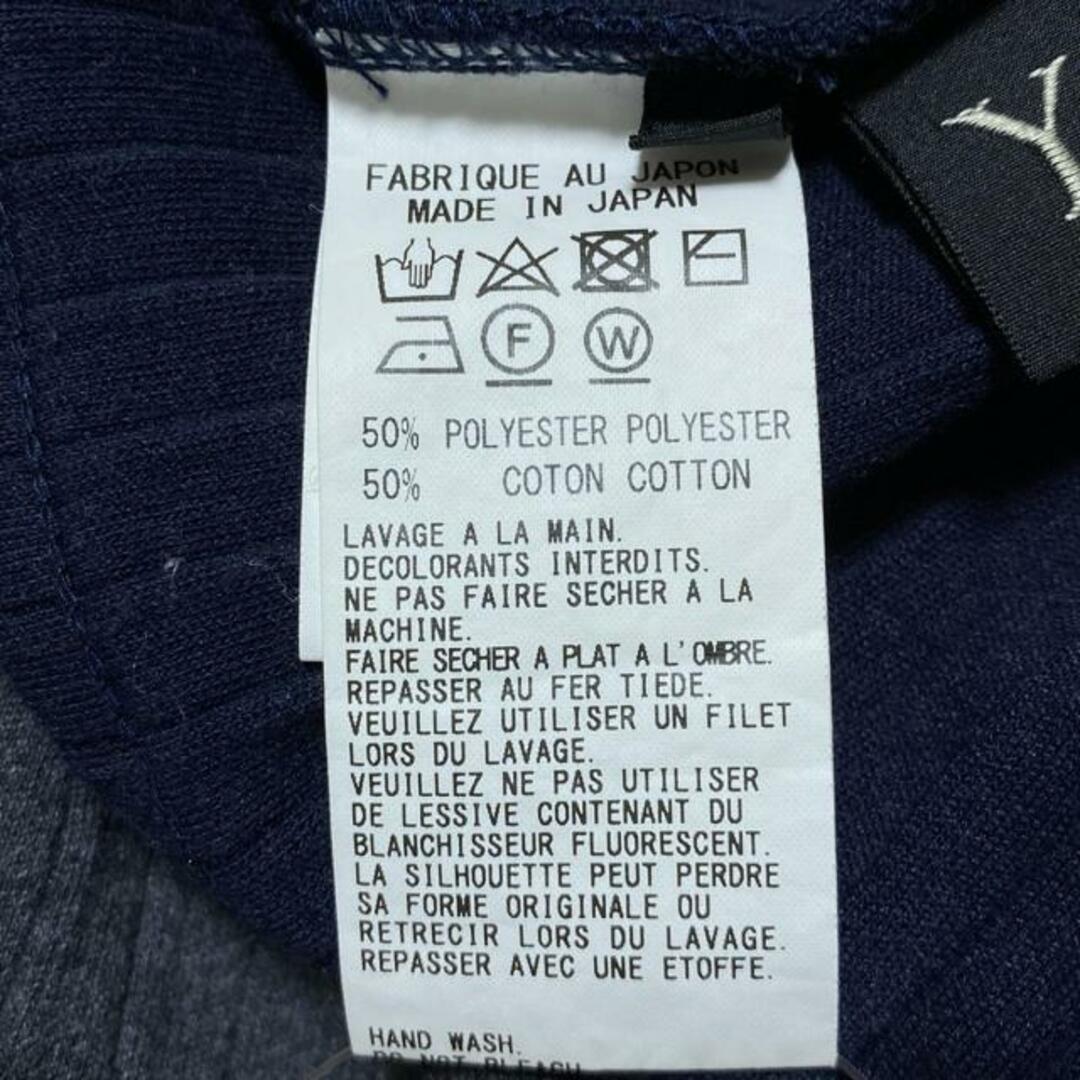 FABRIQUE AU JAPON
MADE IN JAPAN
F
W
50% POLYESTER POLYESTER
50% COTON COTTON
LAVAGE A LA MAIN.
DECOLORANTS INTERDITS.
NE PAS FAIRE SECHER A LA
MACHINE.
FAIRE SECHER A PLAT A L'OMBRE.
REPASSER AU FER TIEDE.
VEUILLEZ UTILISER UN FILET
LORS DU LAVAGE.
VEUILLEZ NE PAS UTILISER
DE LESSIVE CONTENANT DU
BLANCHISSEUR FLUORESCENT.
LA SILHOUETTE PEUT PERDRE
SA FORME ORIGINALE OU
RETRECIR LORS DU LAVAGE.
REPASSER AVEC UNE ETOFFE.
HAND WASH.
DO NOT BLEACH
Y